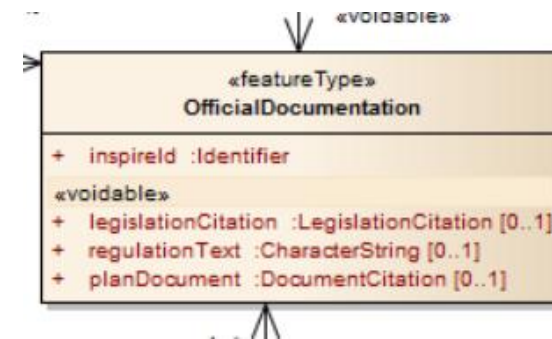 «voidable»
«featureType»
OfficialDocumentation
+ inspireId :Identifier
«voidable»
+ legislationCitation :LegislationCitation [0..1]
+ regulationText :CharacterString [0..1]
+ planDocument :DocumentCitation [0..1]